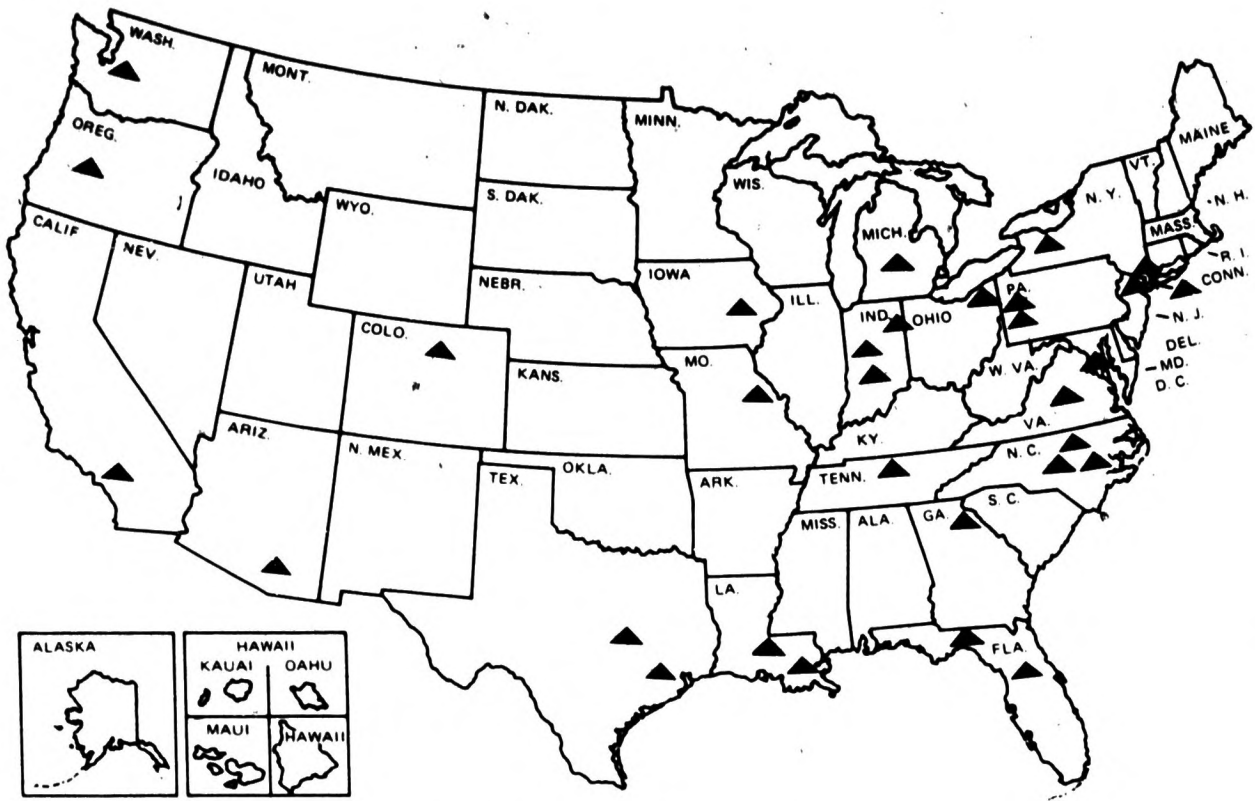 WASH.
MONT.
N. DAK.
MINN.
MAINE
OREG.
IDAHO
VT.
N. H.
WIS.
N. Y.
S. DAK.
WYO.
MICH.
MASS.
CALIF
NEV.
R. I.
IOWA
CONN.
UTAH
NEBR.
ILL.
PA.
IND.
OHIO
N. J.
COLO.
DEL.
MO.
W. VA.
MD.
KANS.
D. C.
ARIZ.
VA.
KY.
N. MEX.
N. C.
OKLA.
TENN.
TEX.
ARK.
S. C.
MISS.
ALA.
GA.
LA.
ALASKA
HAWAII
FLA.
KAUAI
OAHU
MAUI
HAWAII